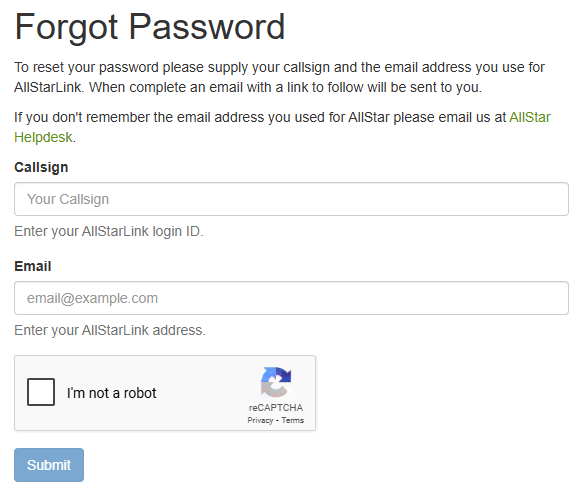 Forgot Password
To reset your password please supply your callsign and the email address you use for
AllStarLink. When complete an email with a link to follow will be sent to you.
If you don't remember the email address you used for AllStar please email us at AllStar
Helpdesk.
Callsign
Your Callsign
Enter your AllStarLink login ID.
Email
email@example.com
Enter your AllStarLink address.
I'm not a robot
reCAPTCHA
Privacy - Terms
Submit